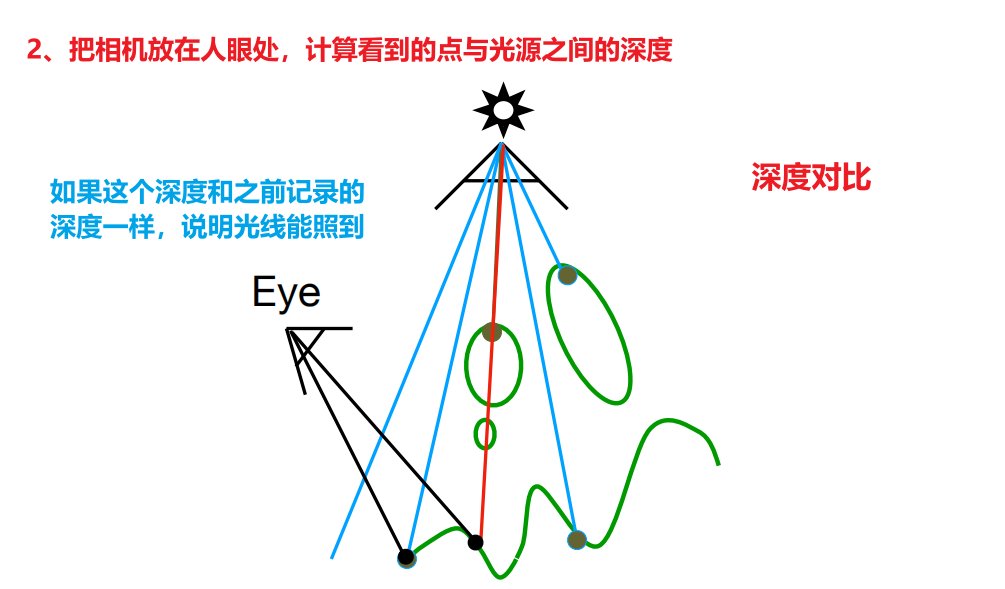 2、把相机放在人眼处，计算看到的点与光源之间的深度
深度对比
如果这个深度和之前记录的
深度一样，说明光线能照到
Eye